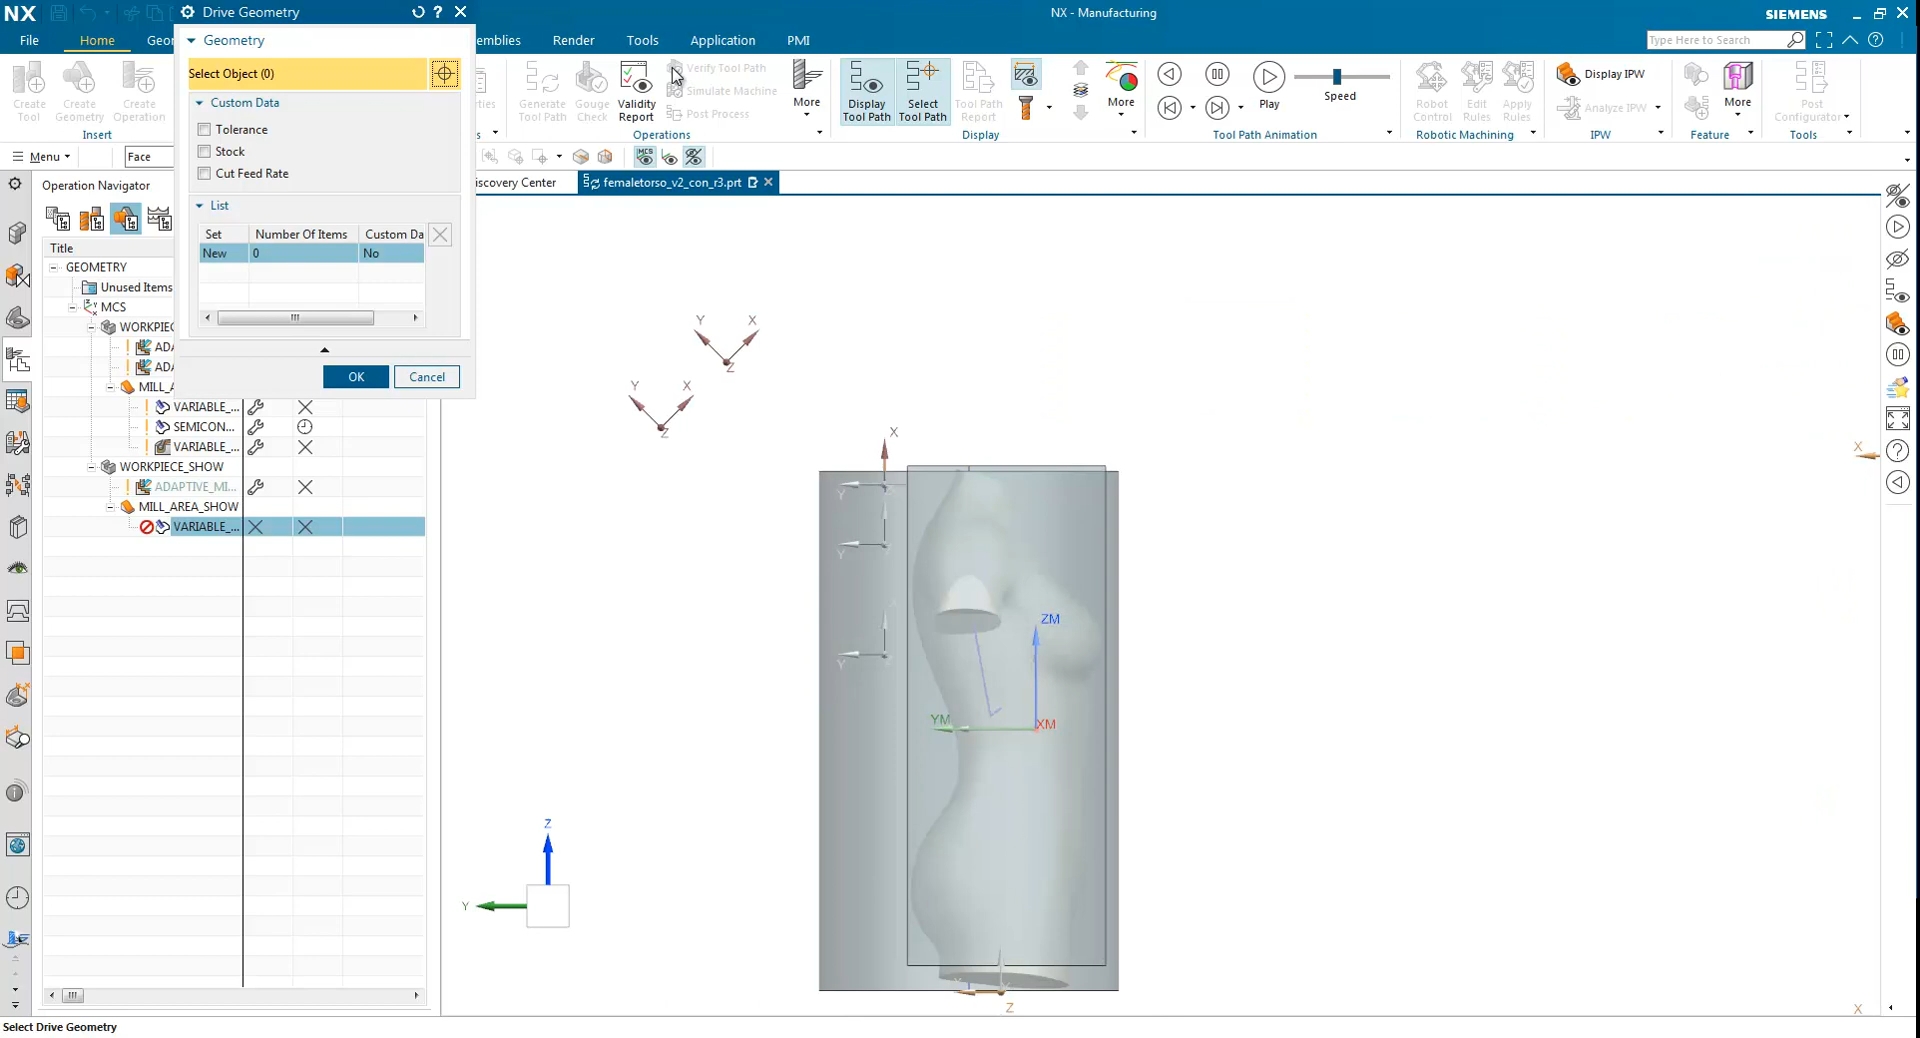 NX
Drive Geometry
NX - Manufacturing
SIEMENS
File
Home
Geo
emblies
Render
Tools
Application
PMI
Type Here to Search
Geometry
Select Object (0)
Custom Data
Tolerance
Stock
Cut Feed Rate
List
Set
Number Of Items
Custom Da
New
0
No
OK
Cancel
Create Tool
Create Geometry
Create Operation
Insert
erties
s
Generate Tool Path
Gouge Check
Validity Report
Verify Tool Path
Simulate Machine
Post Process
More
Operations
Display Tool Path
Select Tool Path
Tool Path Report
More
Display
Play
Speed
Tool Path Animation
Robot Control
Edit Rules
Apply Rules
Robotic Machining
Display IPW
Analyze IPW
IPW
More
Feature
Post Configurator
Tools
Menu
Face
MCS
Operation Navigator
iscovery Center
femaletorso_v2_con_r3.prt
Title
GEOMETRY
Unused Items
MCS
WORKPIEC
ADA
ADA
MILL_A
VARIABLE_...
SEMICON...
VARIABLE_...
WORKPIECE_SHOW
ADAPTIVE_MI...
MILL_AREA_SHOW
VARIABLE_...
Y
X
Z
Y
X
Z
X
Y
Y
Y
ZM
YM
XM
Z
Y
Z
X
X
Select Drive Geometry